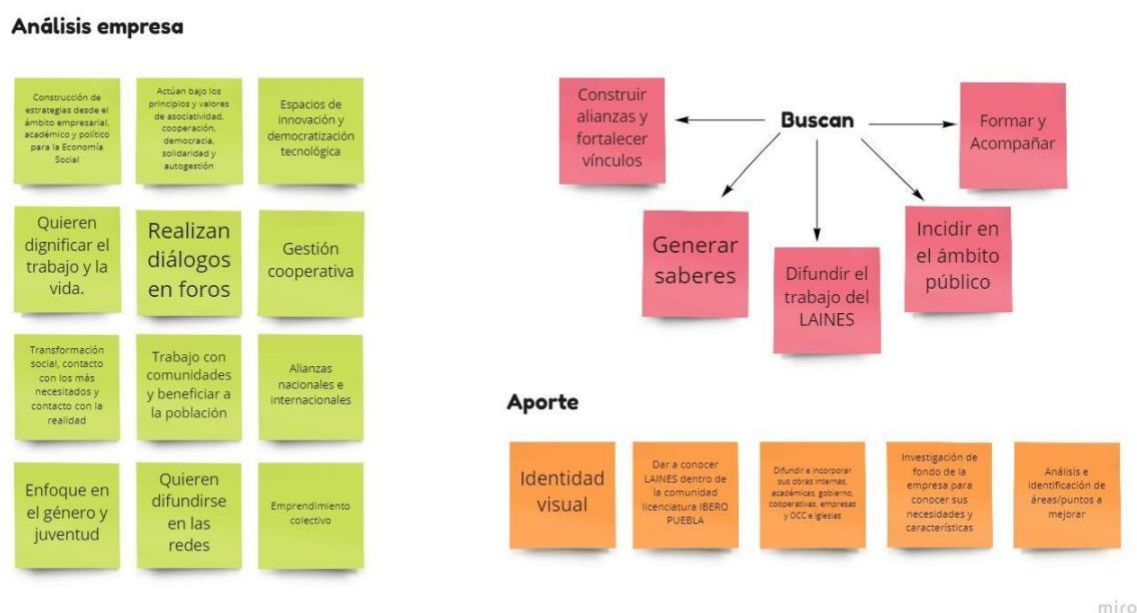 Análisis empresa
Construcción de
estrategias desde el
ámbito empresarial,
académico y político
para la Economía
Social
Actúan bajo los
principios y valores
de asociatividad,
cooperación,
democracia,
solidaridad y
autogestión
Espacios de
innovación y
democratización
tecnológica
Quieren
dignificar el
trabajo y la
vida.
Realizan
diálogos
en foros
Gestión
cooperativa
Transformación
social, contacto
con los más
necesitados y
contacto con la
realidad
Trabajo con
comunidades
y beneficiar a
la población
Alianzas
nacionales e
internacionales
Enfoque en
el género y
juventud
Quieren
difundirse
en las
redes
Emprendimiento
colectivo
Buscan
Construir
alianzas y
fortalecer
vínculos
Generar
saberes
Difundir el
trabajo del
LAINES
Incidir en
el ámbito
público
Formar y
Acompañar
Aporte
Identidad
visual
Dar a conocer
LAINES dentro de
la comunidad
licenciatura IBERO
PUEBLA
Difundir e incorporar
sus obras internas,
académicas, gobierno,
cooperativas, empresas
y OCC e iglesias
Investigación de
fondo de la
empresa para
conocer sus
necesidades y
características
Análisis e
identificación de
áreas/puntos a
mejorar
miro